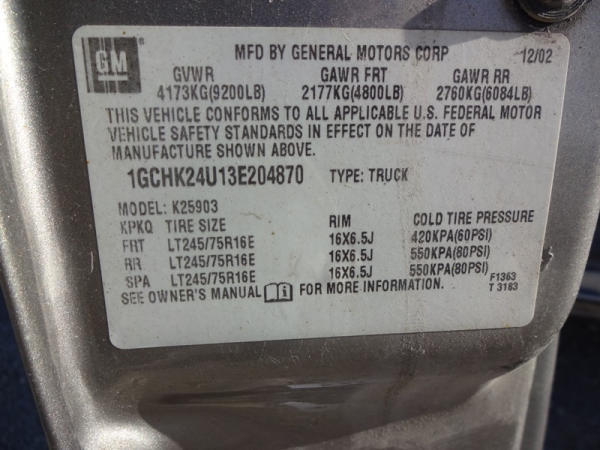 GM
MFD BY GENERAL MOTORS CORP 12/02
GVWR GAWR FRT GAWR RR
4173KG(9200LB) 2177KG(4800LB) 2760KG(6084LB)
THIS VEHICLE CONFORMS TO ALL APPLICABLE U.S. FEDERAL MOTOR
VEHICLE SAFETY STANDARDS IN EFFECT ON THE DATE OF
MANUFACTURE SHOWN ABOVE.
1GCHK24U13E204870 TYPE: TRUCK
MODEL: K25903
KPKQ TIRE SIZE RIM COLD TIRE PRESSURE
FRT LT245/75R16E 16X6.5J 420KPA(60PSI)
RR LT245/75R16E 16X6.5J 550KPA(80PSI)
SPA LT245/75R16E 16X6.5J 550KPA(80PSI)
SEE OWNER'S MANUAL FOR MORE INFORMATION. F1363
T 3163